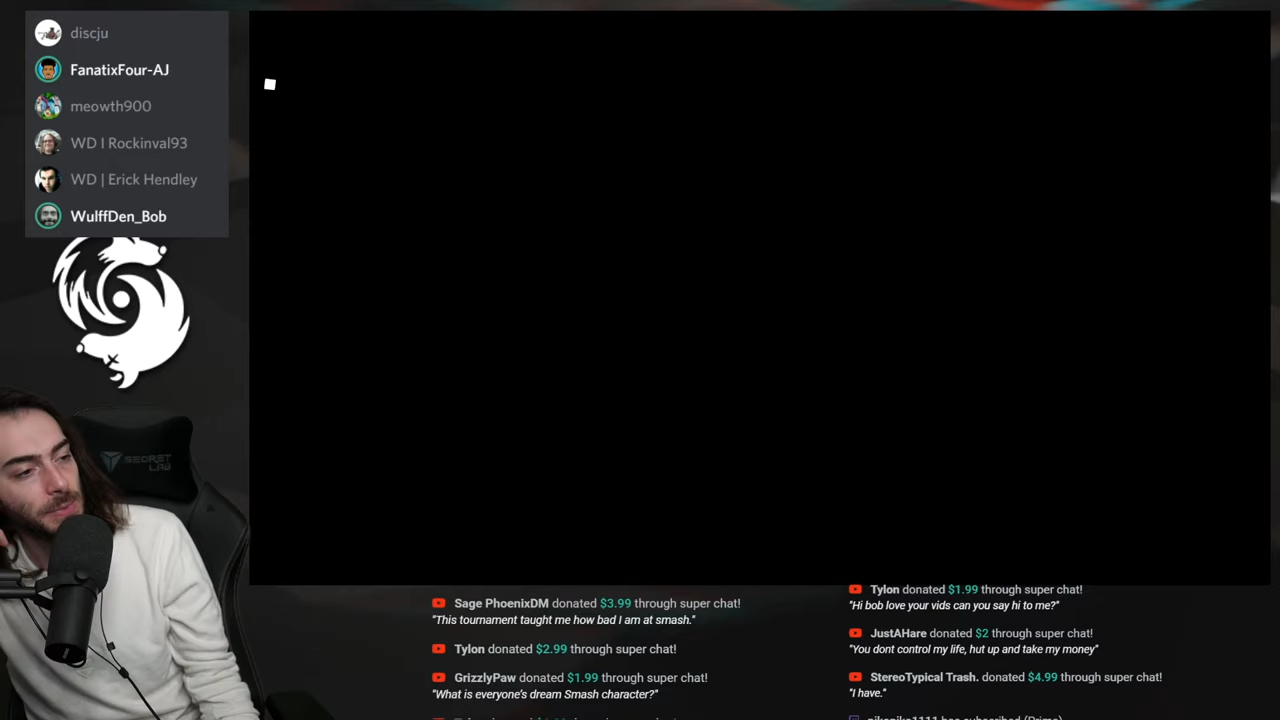 discju
FanatixFour-AJ
meowth900
WD I Rockinval93
WD | Erick Hendley
WulffDen_Bob
SECRET
LAB
Sage PhoenixDM donated $3.99 through super chat!
"This tournament taught me how bad I am at smash."
Tylon donated $2.99 through super chat!
GrizzlyPaw donated $1.99 through super chat!
"What is everyone's dream Smash character?"
Tylon donated $1.99 through super chat!
"Hi bob love your vids can you say hi to me?"
JustAHare donated $2 through super chat!
"You dont control my life, hut up and take my money"
StereoTypical Trash. donated $4.99 through super chat!
"I have."